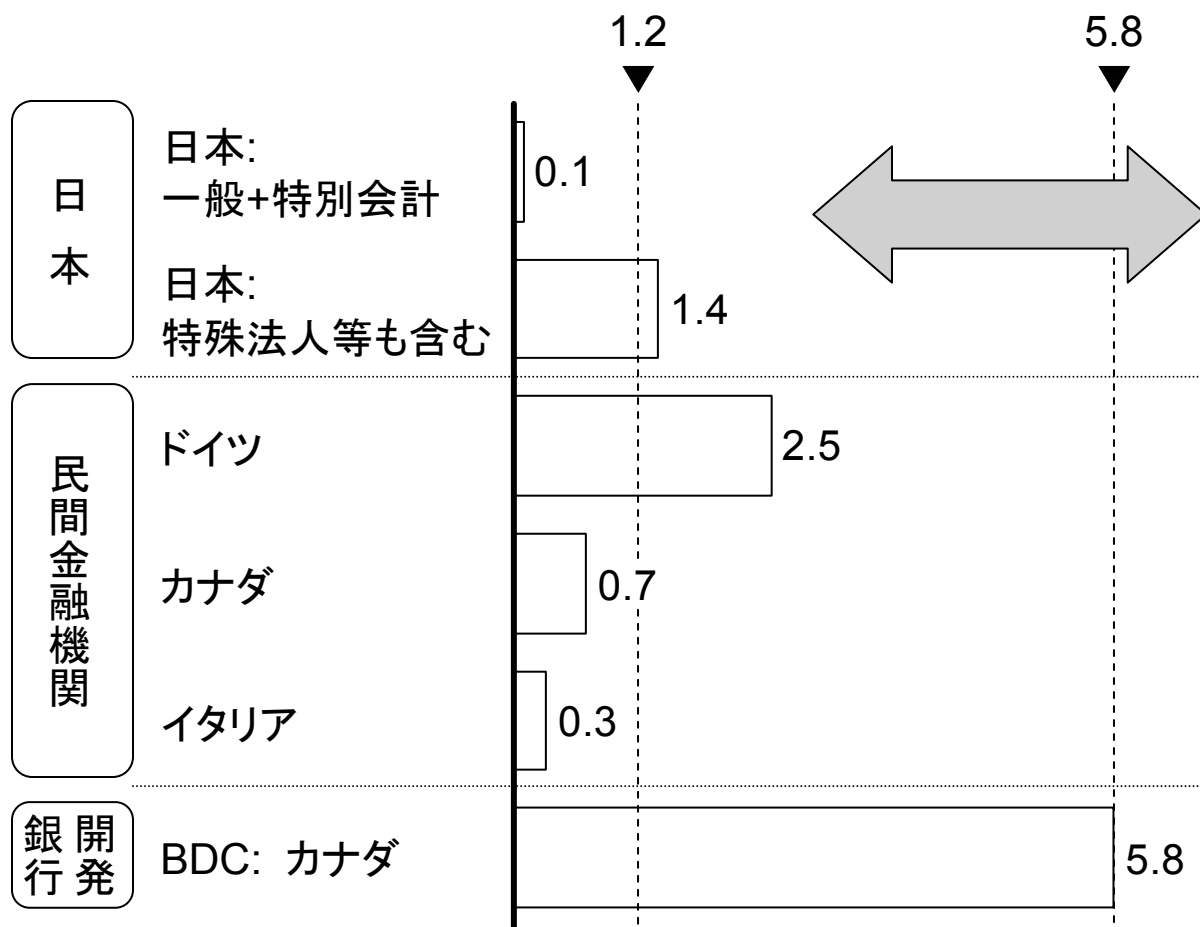 1.2
5.8
日本
日本:
一般+特別会計
0.1
日本:
特殊法人等も含む
1.4
民間金融機関
ドイツ
2.5
カナダ
0.7
イタリア
0.3
開発
銀行
BDC: カナダ
5.8